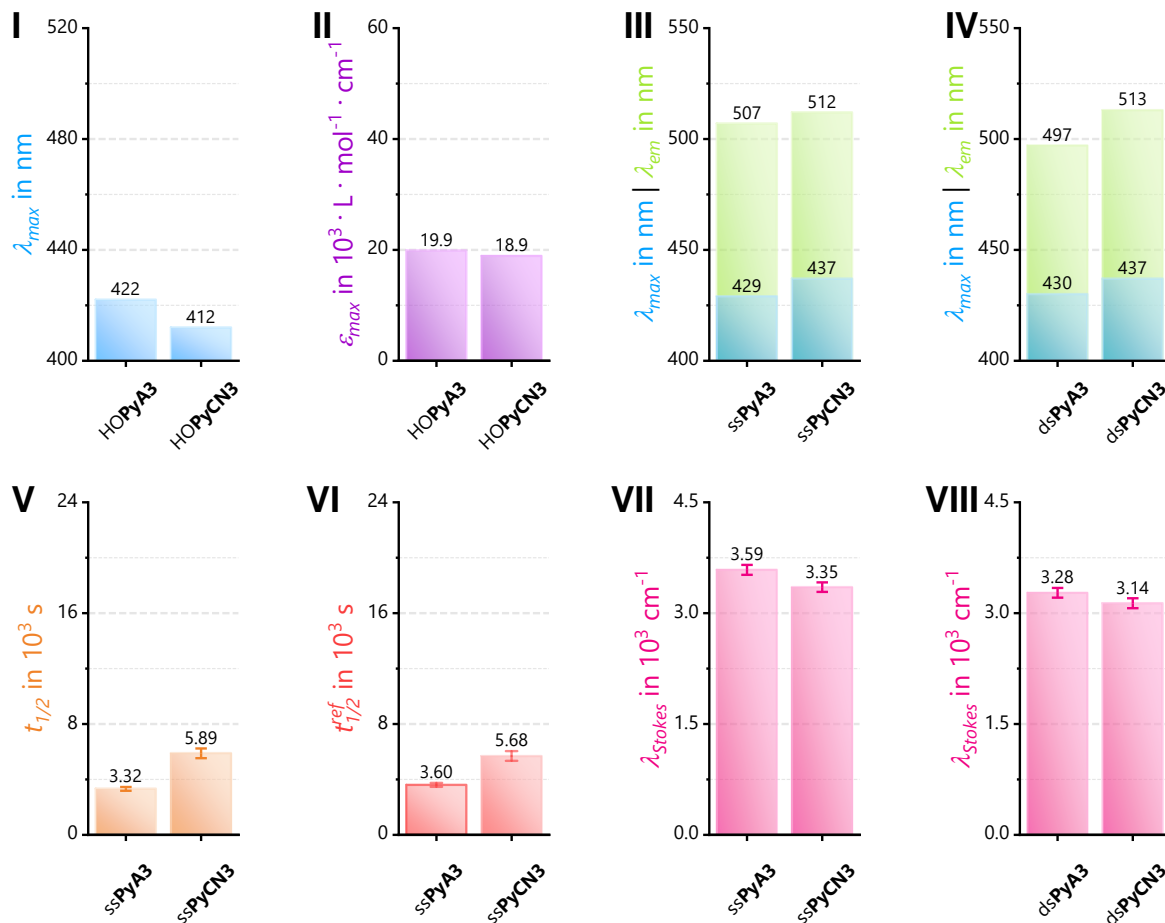 I
λmax in nm
520
480
440
400
422
412
HOPyA3
HOPyCN3
II
εmax in 10³ · L · mol⁻¹ · cm⁻¹
60
40
20
0
19.9
18.9
HOPyA3
HOPyCN3
III
λmax in nm | λem in nm
550
500
450
400
507
512
429
437
ssPyA3
ssPyCN3
IV
λmax in nm | λem in nm
550
500
450
400
497
513
430
437
dsPyA3
dsPyCN3
V
t1/2 in 10³ s
24
16
8
0
3.32
5.89
ssPyA3
ssPyCN3
VI
t1/2ref in 10³ s
24
16
8
0
3.60
5.68
ssPyA3
ssPyCN3
VII
λStokes in 10³ cm⁻¹
4.5
3.0
1.5
0.0
3.59
3.35
ssPyA3
ssPyCN3
VIII
λStokes in 10³ cm⁻¹
4.5
3.0
1.5
0.0
3.28
3.14
dsPyA3
dsPyCN3